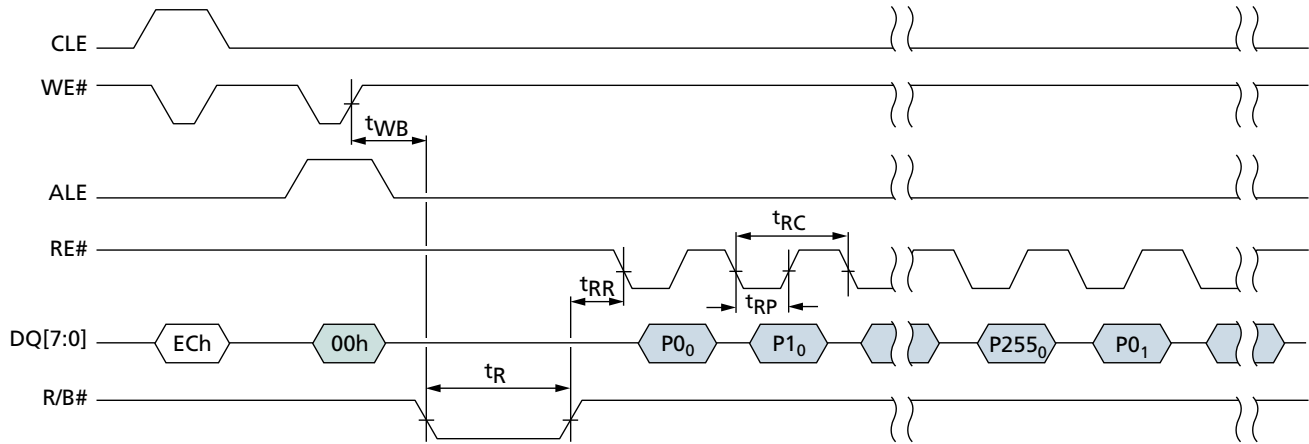 CLE
WE#
tWB
ALE
tRC
RE#
tRR
tRP
DQ[7:0] ECh 00h P0₀ P1₀ P255₀ P0₁
tR
R/B#